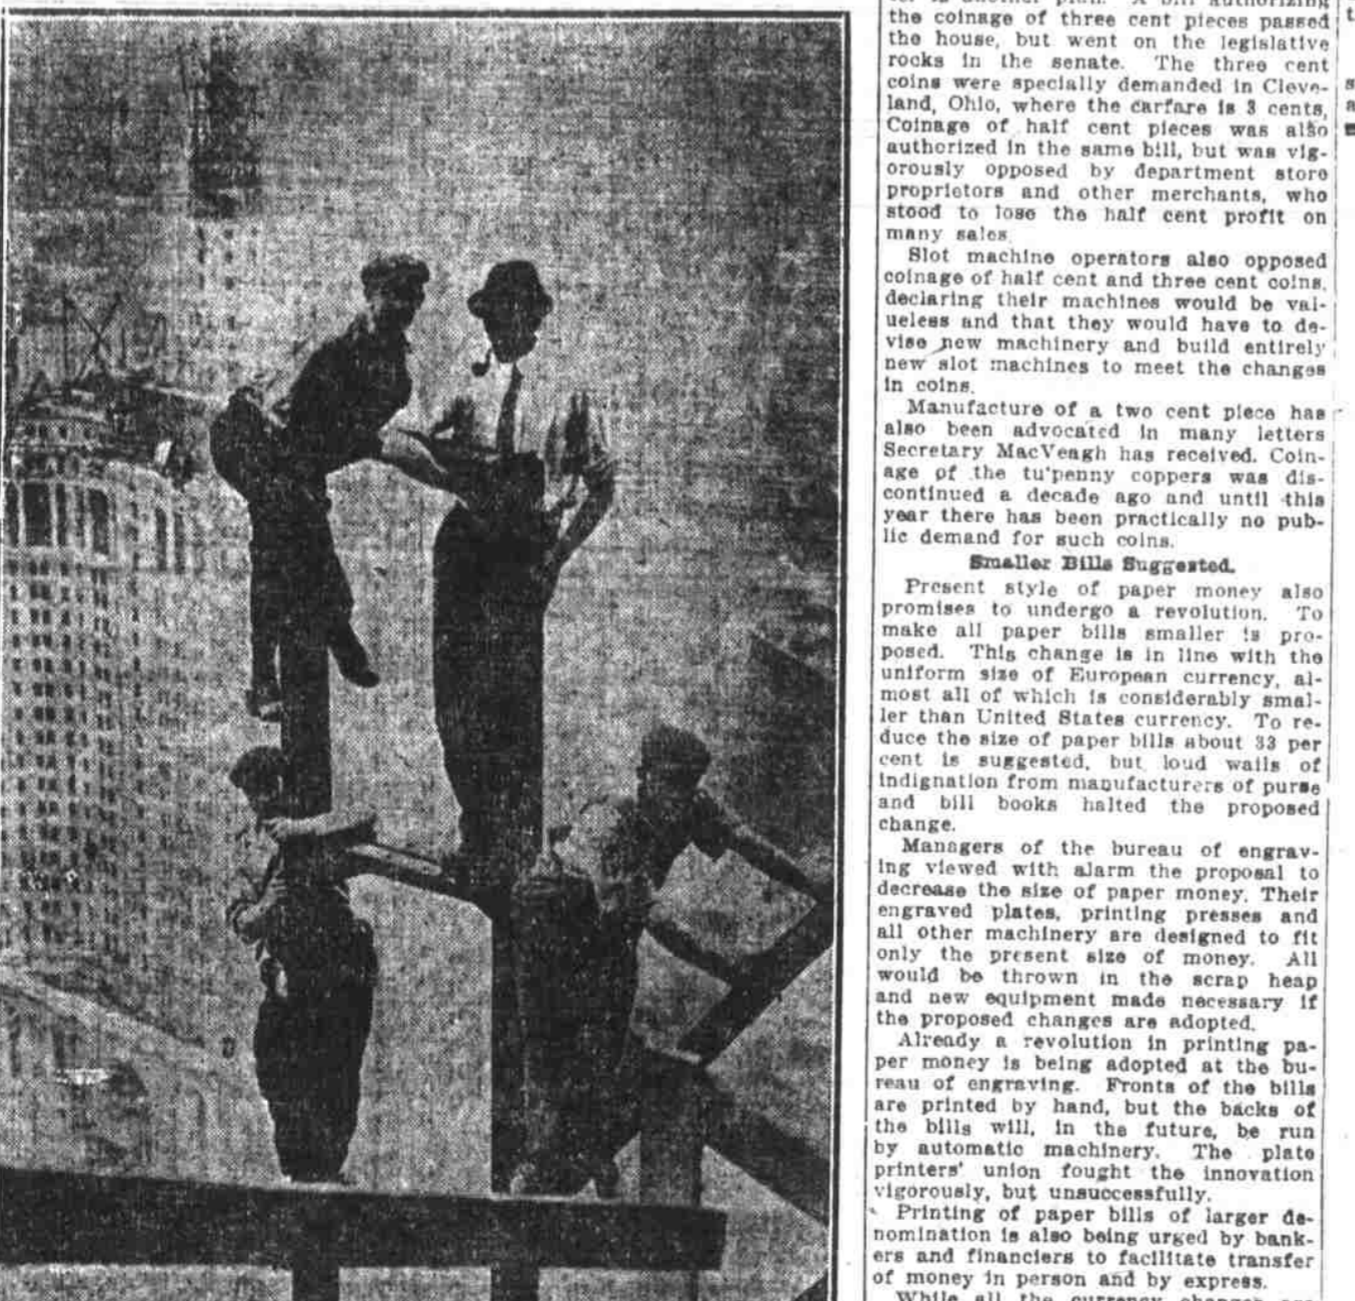 the coinage of three cent pieces passed
the house, but went on the legislative
rocks in the senate. The three cent
coins were specially demanded in Cleve-
land, Ohio, where the carfare is 3 cents,
Coinage of half cent pieces was also
authorized in the same bill, but was vig-
orously opposed by department store
proprietors and other merchants, who
stood to lose the half cent profit on
many sales.
Slot machine operators also opposed
coinage of half cent and three cent coins,
declaring their machines would be val-
ueless and that they would have to de-
vise new machinery and build entirely
new slot machines to meet the changes
in coins.
Manufacture of a two cent piece has
also been advocated in many letters
Secretary MacVeagh has received. Coin-
age of the tu'penny coppers was dis-
continued a decade ago and until this
year there has been practically no pub-
lic demand for such coins.
Smaller Bills Suggested.
Present style of paper money also
promises to undergo a revolution. To
make all paper bills smaller is pro-
posed. This change is in line with the
uniform size of European currency, al-
most all of which is considerably smal-
ler than United States currency. To re-
duce the size of paper bills about 33 per
cent is suggested, but loud wails of
indignation from manufacturers of purse
and bill books halted the proposed
change.
Managers of the bureau of engrav-
ing viewed with alarm the proposal to
decrease the size of paper money. Their
engraved plates, printing presses and
all other machinery are designed to fit
only the present size of money. All
would be thrown in the scrap heap
and new equipment made necessary if
the proposed changes are adopted.
Already a revolution in printing pa-
per money is being adopted at the bu-
reau of engraving. Fronts of the bills
are printed by hand, but the backs of
the bills will, in the future, be run
by automatic machinery. The plate
printers' union fought the innovation
vigorously, but unsuccessfully.
Printing of paper bills of larger de-
nomination is also being urged by bank-
ers and financiers to facilitate transfer
of money in person and by express.
While all the currency changes are